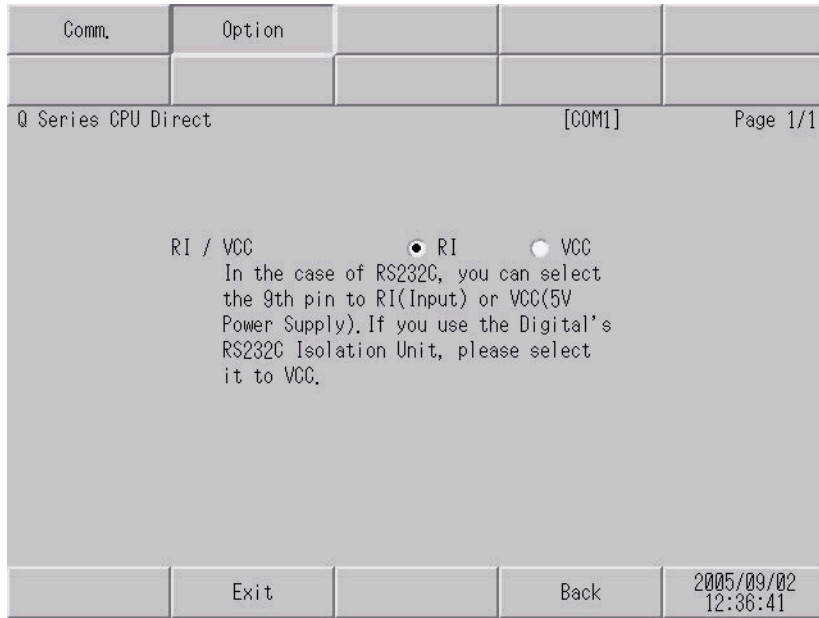 Comm. Option
Q Series CPU Direct [COM1] Page 1/1
RI / VCC RI VCC
In the case of RS232C, you can select
the 9th pin to RI(Input) or VCC(5V
Power Supply).If you use the Digital's
RS232C Isolation Unit, please select
it to VCC.
Exit Back 2005/09/02
12:36:41